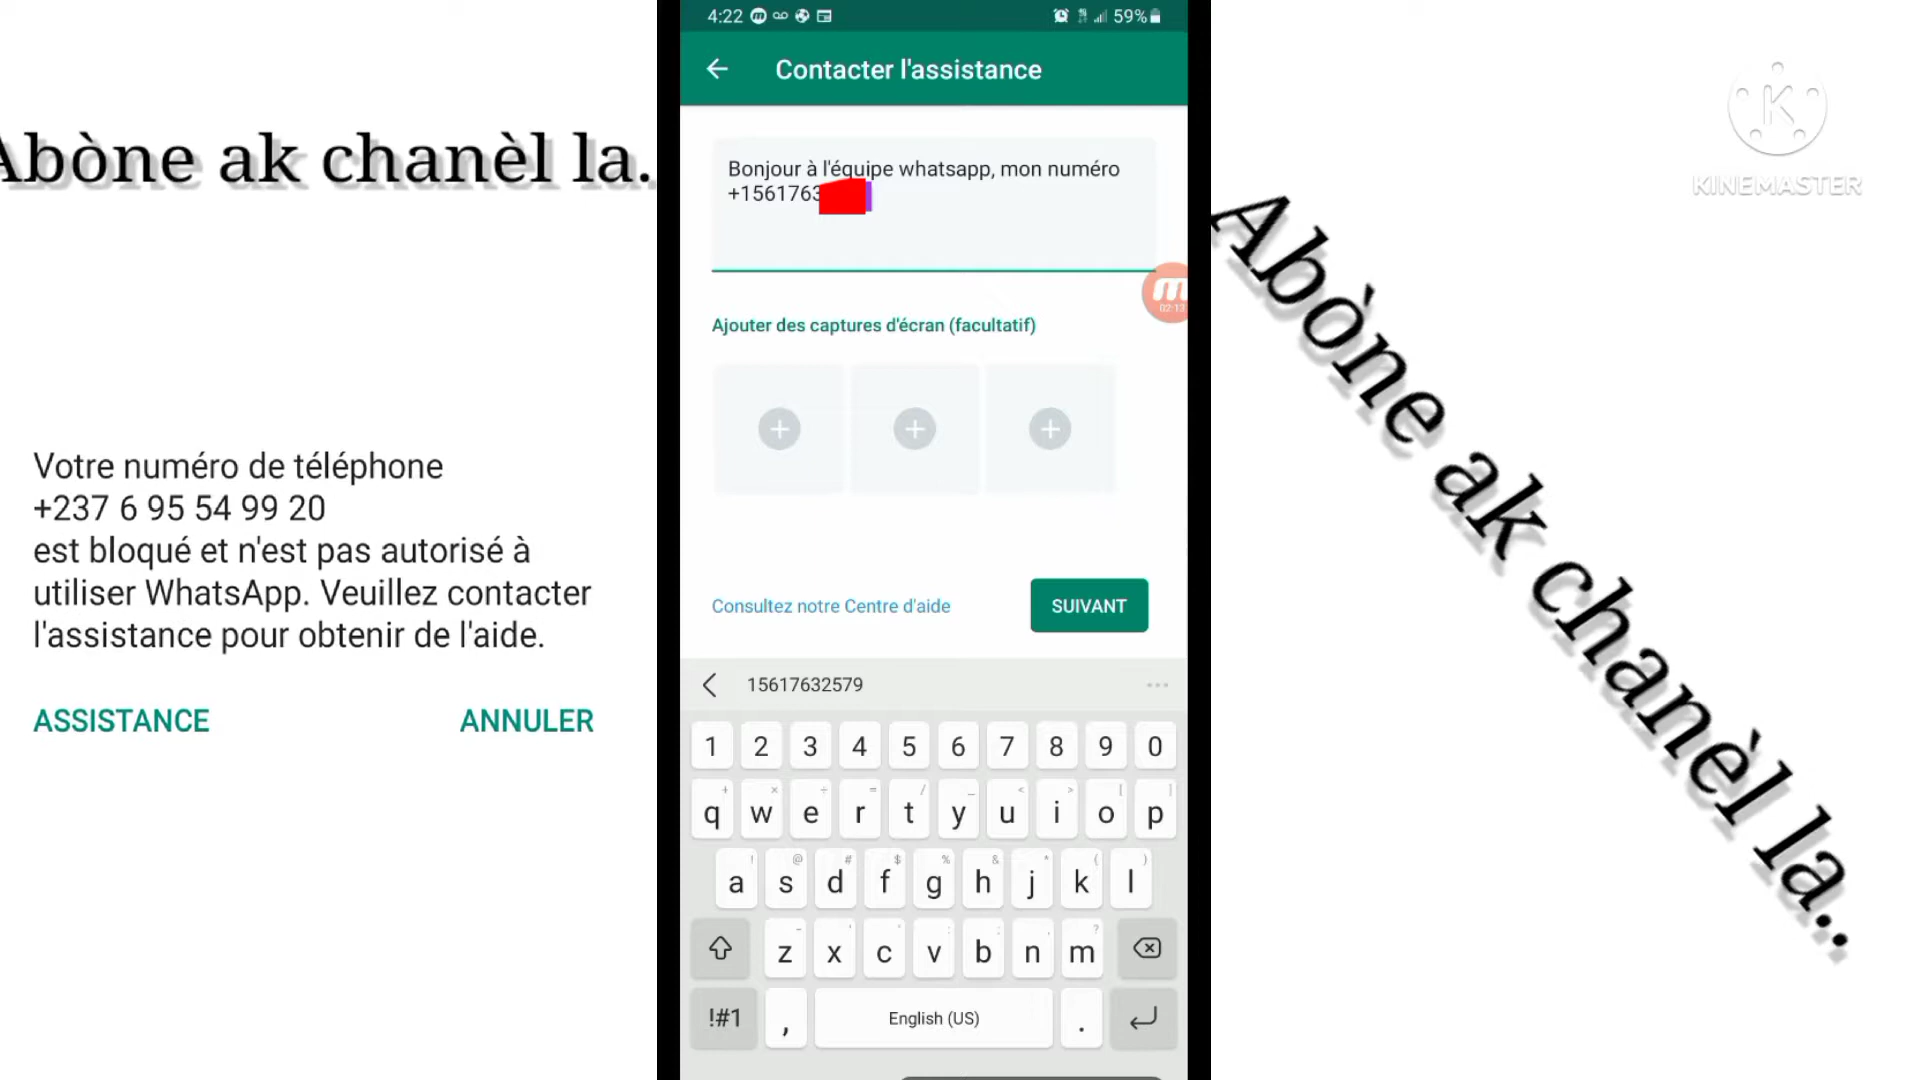 4:22
59%
Contacter l'assistance
Bonjour à l'équipe whatsapp, mon numéro
+1561763
02:13
Ajouter des captures d'écran (facultatif)
Consultez notre Centre d'aide
SUIVANT
15617632579
1 2 3 4 5 6 7 8 9 0
q w e r t y u i o p
a s d f g h j k l
z x c v b n m
!#1 , English (US) .
Abòne ak chanèl la.
Votre numéro de téléphone
+237 6 95 54 99 20
est bloqué et n'est pas autorisé à
utiliser WhatsApp. Veuillez contacter
l'assistance pour obtenir de l'aide.
ASSISTANCE ANNULER
KINEMASTER
Abòne ak chanèl la..